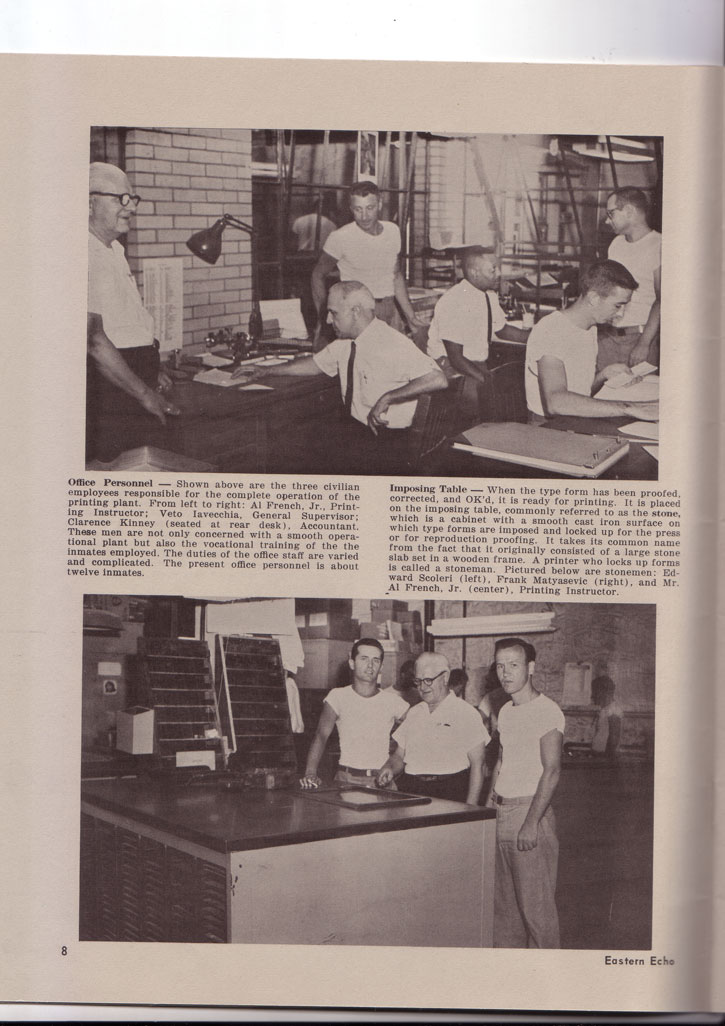 Office Personnel — Shown above are the three civilian
employees responsible for the complete operation of the
printing plant. From left to right: Al French, Jr., Print-
ing Instructor; Veto Iavecchia, General Supervisor;
Clarence Kinney (seated at rear desk), Accountant.
These men are not only concerned with a smooth opera-
tional plant but also the vocational training of the the
inmates employed. The duties of the office staff are varied
and complicated. The present office personnel is about
twelve inmates.
Imposing Table — When the type form has been proofed,
corrected, and OK'd, it is ready for printing. It is placed
on the imposing table, commonly referred to as the stone,
which is a cabinet with a smooth cast iron surface on
which type forms are imposed and locked up for the press
or for reproduction proofing. It takes its common name
from the fact that it originally consisted of a large stone
slab set in a wooden frame. A printer who locks up forms
is called a stoneman. Pictured below are stonemen: Ed-
ward Scoleri (left), Frank Matyasevic (right), and Mr.
Al French, Jr. (center), Printing Instructor.
8
Eastern Echo